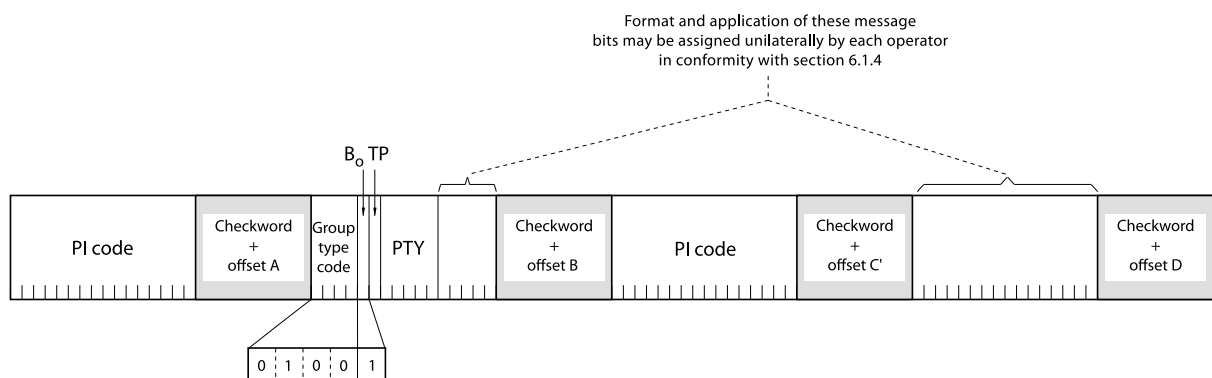 Format and application of these message
bits may be assigned unilaterally by each operator
in conformity with section 6.1.4
Bo TP
PI code
Checkword
+
offset A
Group
type
code
PTY
Checkword
+
offset B
PI code
Checkword
+
offset C'
Checkword
+
offset D
0 1 0 0 1